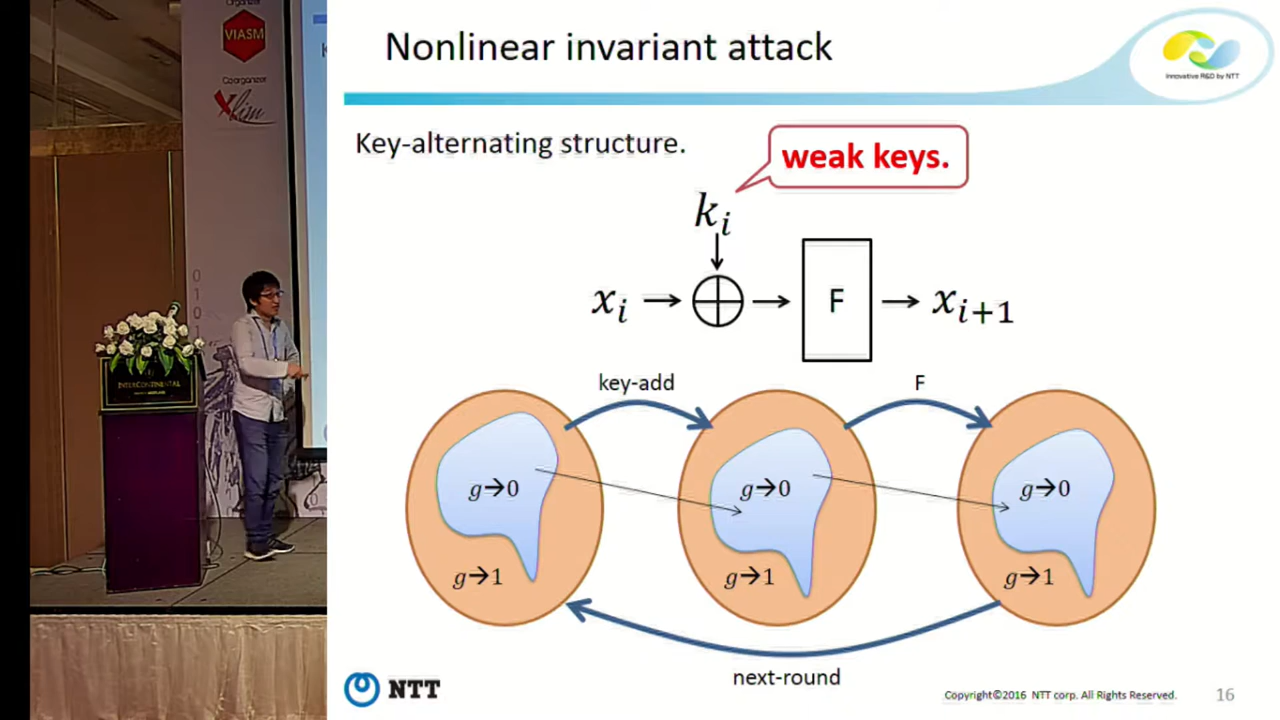 Organizer
VIASM
Co-organizer
Xlim
INTERCONTINENTAL
Nonlinear invariant attack
Innovative R&D by NTT
Key-alternating structure.
weak keys.
kᵢ
xᵢ → ⊕ → F → xᵢ₊₁
key-add
F
g→0
g→0
g→0
g→1
g→1
g→1
next-round
NTT
Copyright©2016 NTT corp. All Rights Reserved.
16